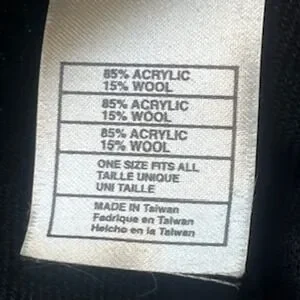 85% ACRYLIC
15% WOOL
85% ACRYLIC
15% WOOL
85% ACRYLIC
15% WOOL
ONE SIZE FITS ALL
TAILLE UNIQUE
UNI TAILLE
MADE IN Taiwan
Fadrique en Taiwan
Helcho en la Taiwan